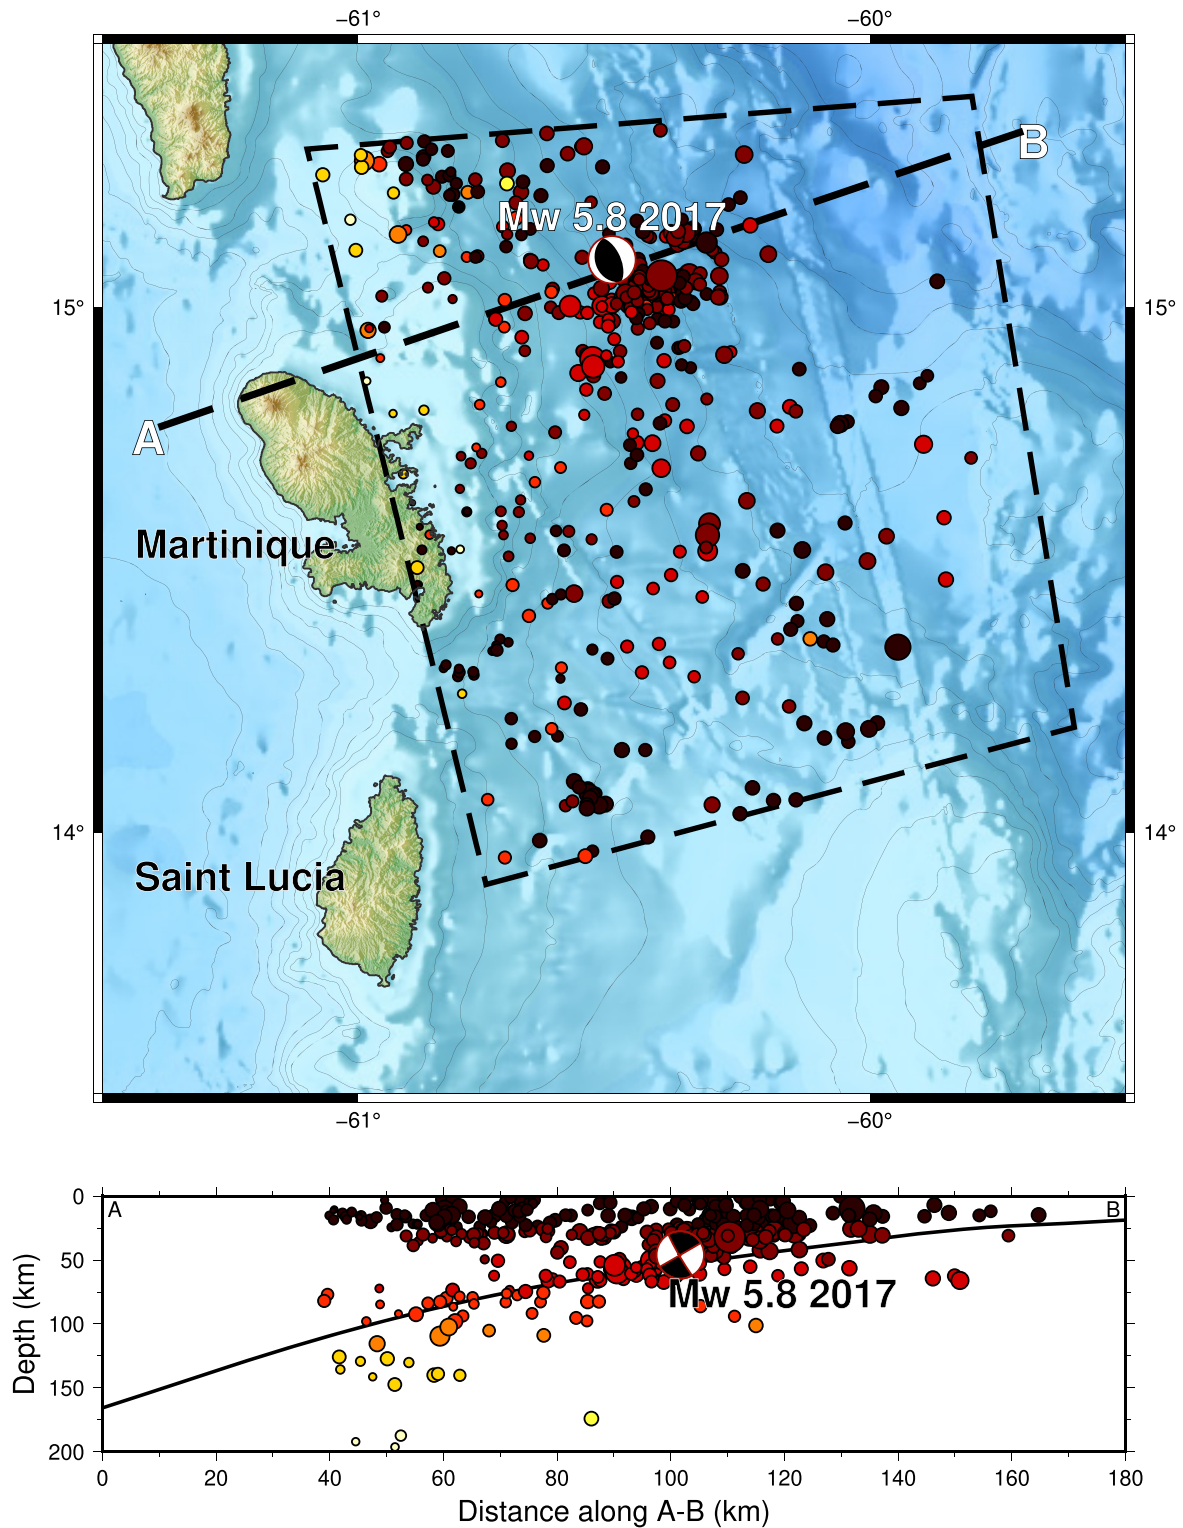 −61° −60°
B
Mw 5.8 2017
15° 15°
A
Martinique
14° 14°
Saint Lucia
−61° −60°
0
A B
50
Mw 5.8 2017
100
150
200
Depth (km)
0 20 40 60 80 100 120 140 160 180
Distance along A-B (km)